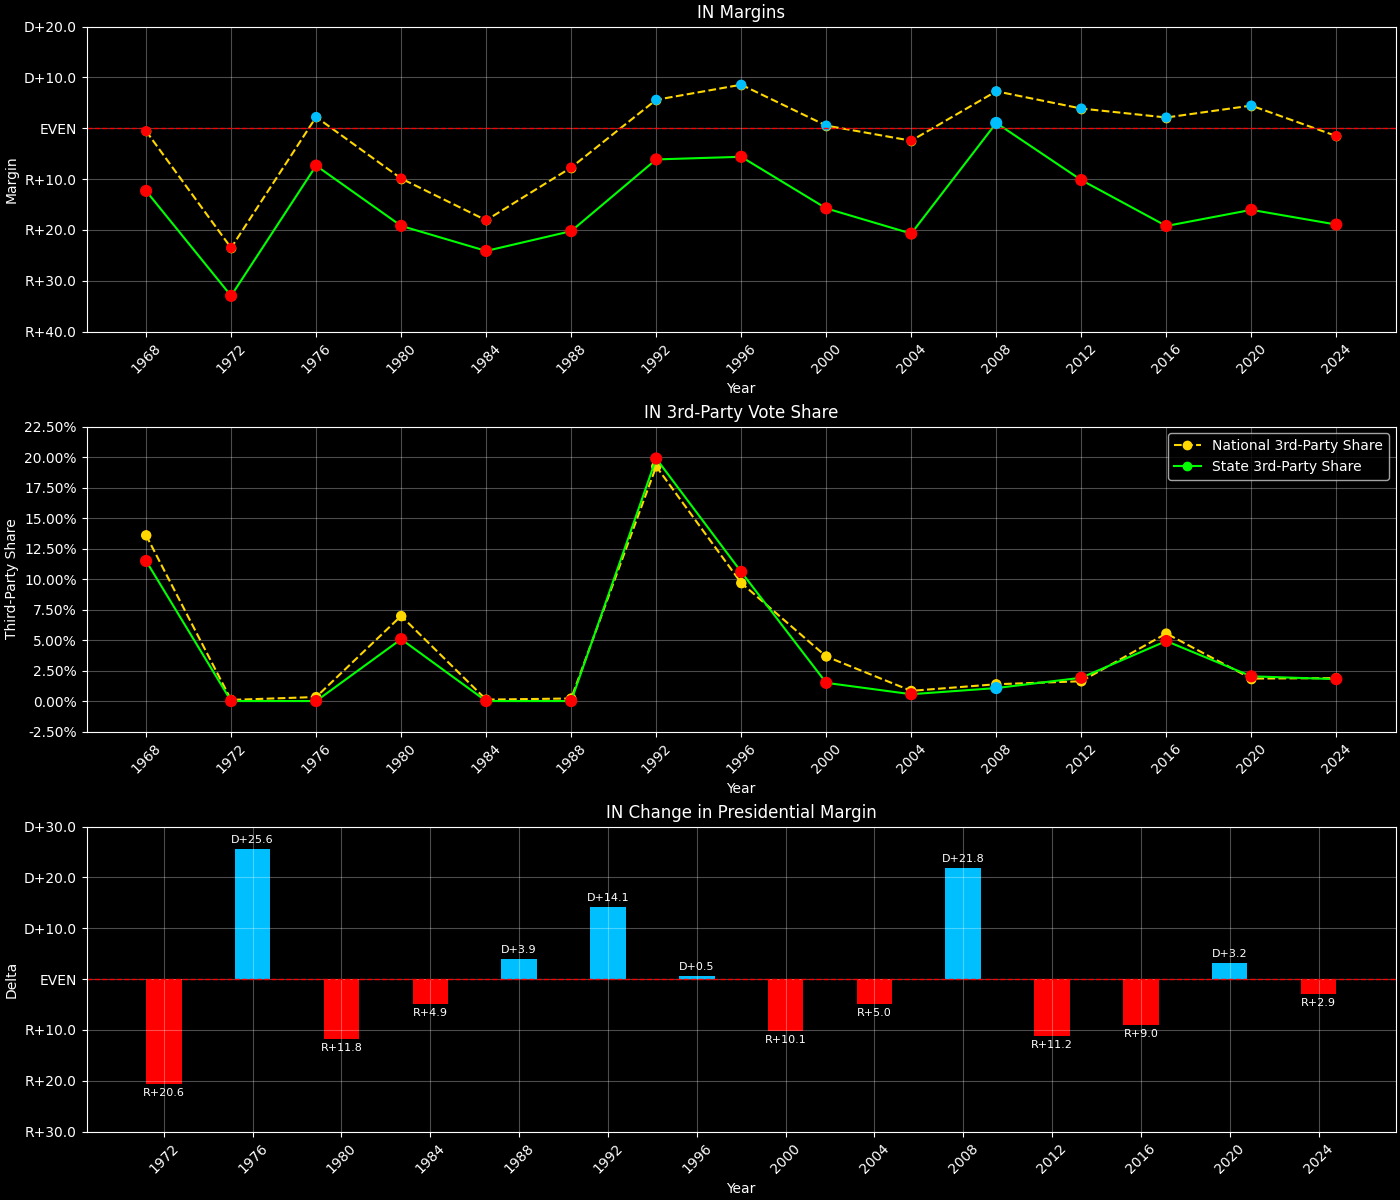 IN Margins
D+20.0
D+10.0
EVEN
R+10.0
R+20.0
R+30.0
R+40.0
Margin
1968
1972
1976
1980
1984
1988
1992
1996
2000
2004
2008
2012
2016
2020
2024
Year
IN 3rd-Party Vote Share
22.50%
20.00%
17.50%
15.00%
12.50%
10.00%
7.50%
5.00%
2.50%
0.00%
-2.50%
Third-Party Share
National 3rd-Party Share
State 3rd-Party Share
1968
1972
1976
1980
1984
1988
1992
1996
2000
2004
2008
2012
2016
2020
2024
Year
IN Change in Presidential Margin
D+30.0
D+20.0
D+10.0
EVEN
R+10.0
R+20.0
R+30.0
Delta
R+20.6
D+25.6
R+11.8
R+4.9
D+3.9
D+14.1
D+0.5
R+10.1
R+5.0
D+21.8
R+11.2
R+9.0
D+3.2
R+2.9
1972
1976
1980
1984
1988
1992
1996
2000
2004
2008
2012
2016
2020
2024
Year